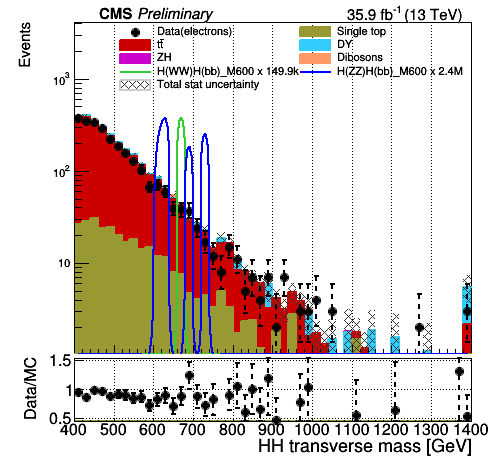 CMS Preliminary 35.9 fb⁻¹ (13 TeV)
Data(electrons) Single top
tt̄ DY
ZH Dibosons
H(WW)H(bb)_M600 x 149.9k H(ZZ)H(bb)_M600 x 2.4M
Total stat uncertainty
Events
10³
10²
10
Data/MC
1.5
1
0.5
400 500 600 700 800 900 1000 1100 1200 1300 1400
HH transverse mass [GeV]